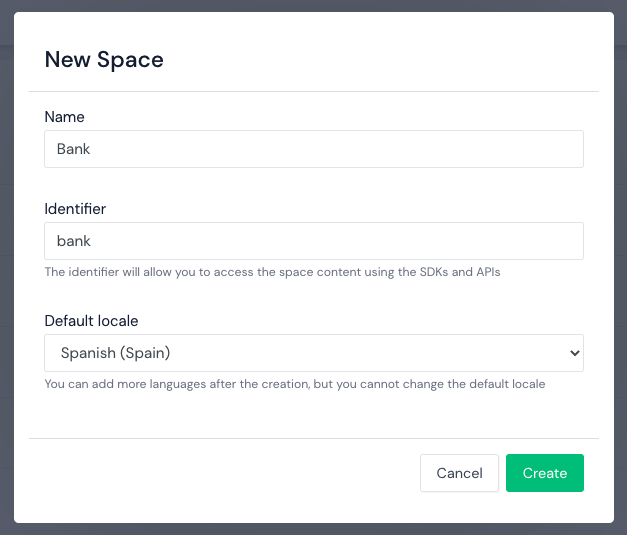 New Space
Name
Bank
Identifier
bank
The identifier will allow you to access the space content using the SDKs and APIs
Default locale
Spanish (Spain)
You can add more languages after the creation, but you cannot change the default locale
Cancel
Create